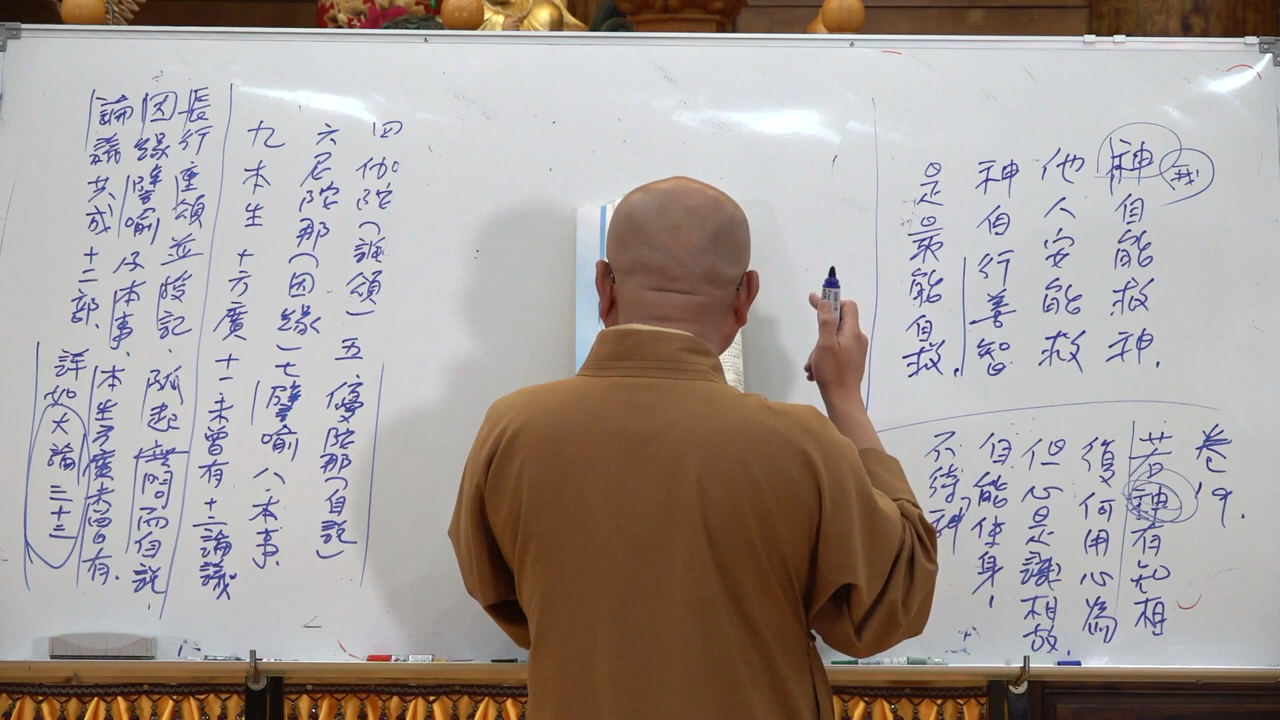 神自能救神.
我
他人安能救
神自行善智
是最能自救.
卷19.
若神有知相
復何用心為
但心是識相故.
自能使身,
不待神
四伽陀(諷頌)五.優陀那(自說)
六尼陀那(因緣)七譬喻八.本事.
九本生十方廣十一未曾有十二論議
長行重頌並授記.孤起無問而自說,
因緣譬喻及本事.本生方廣未曾有.
論議共成十二部.
詳如大論三十三